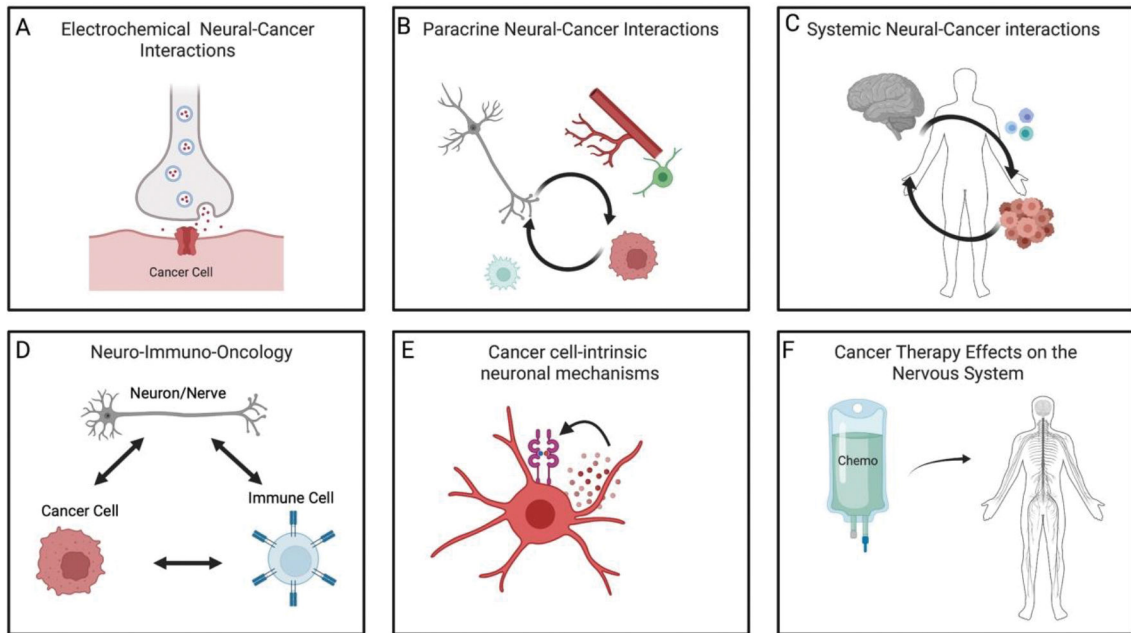 A
Electrochemical Neural-Cancer
Interactions
Cancer Cell
B
Paracrine Neural-Cancer Interactions
C
Systemic Neural-Cancer interactions
D
Neuro-Immuno-Oncology
Neuron/Nerve
Cancer Cell
Immune Cell
E
Cancer cell-intrinsic
neuronal mechanisms
F
Cancer Therapy Effects on the
Nervous System
Chemo